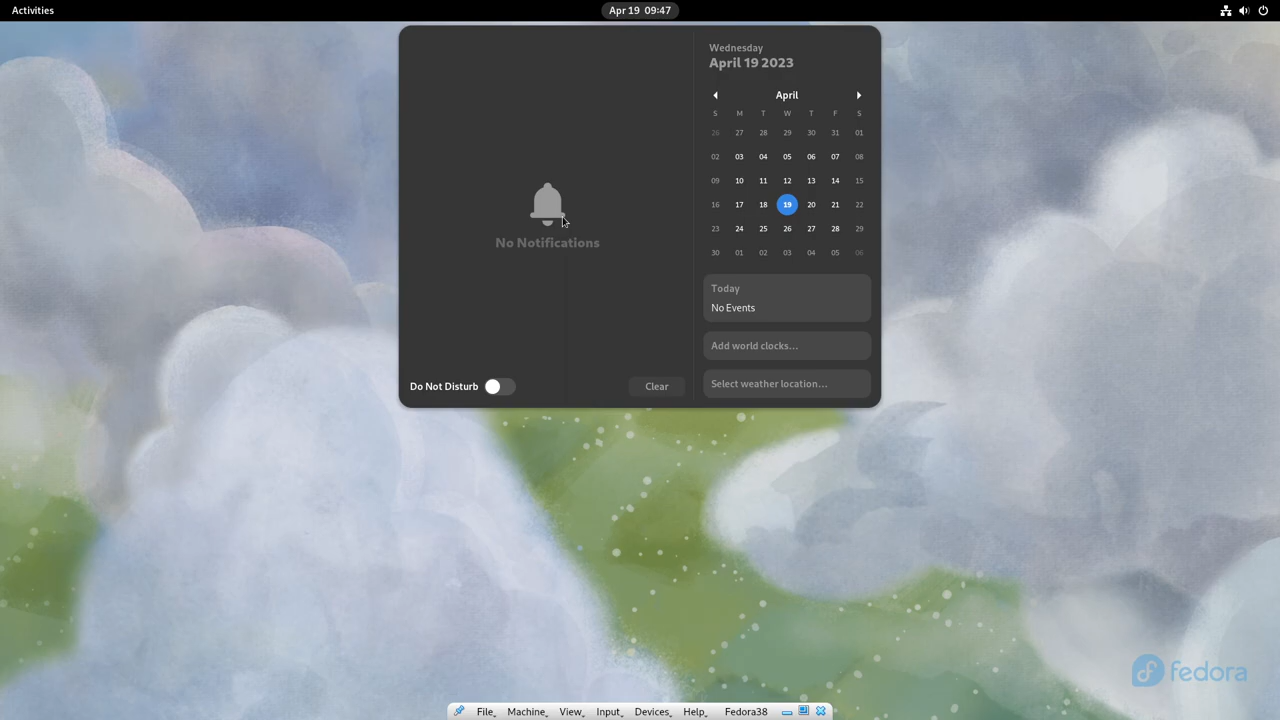 Activities
Apr 19 09:47
Wednesday
April 19 2023
April
S M T W T F S
26 27 28 29 30 31 01
02 03 04 05 06 07 08
09 10 11 12 13 14 15
16 17 18 19 20 21 22
23 24 25 26 27 28 29
30 01 02 03 04 05 06
No Notifications
Today
No Events
Add world clocks...
Select weather location...
Do Not Disturb
Clear
fedora
File Machine View Input Devices Help Fedora38